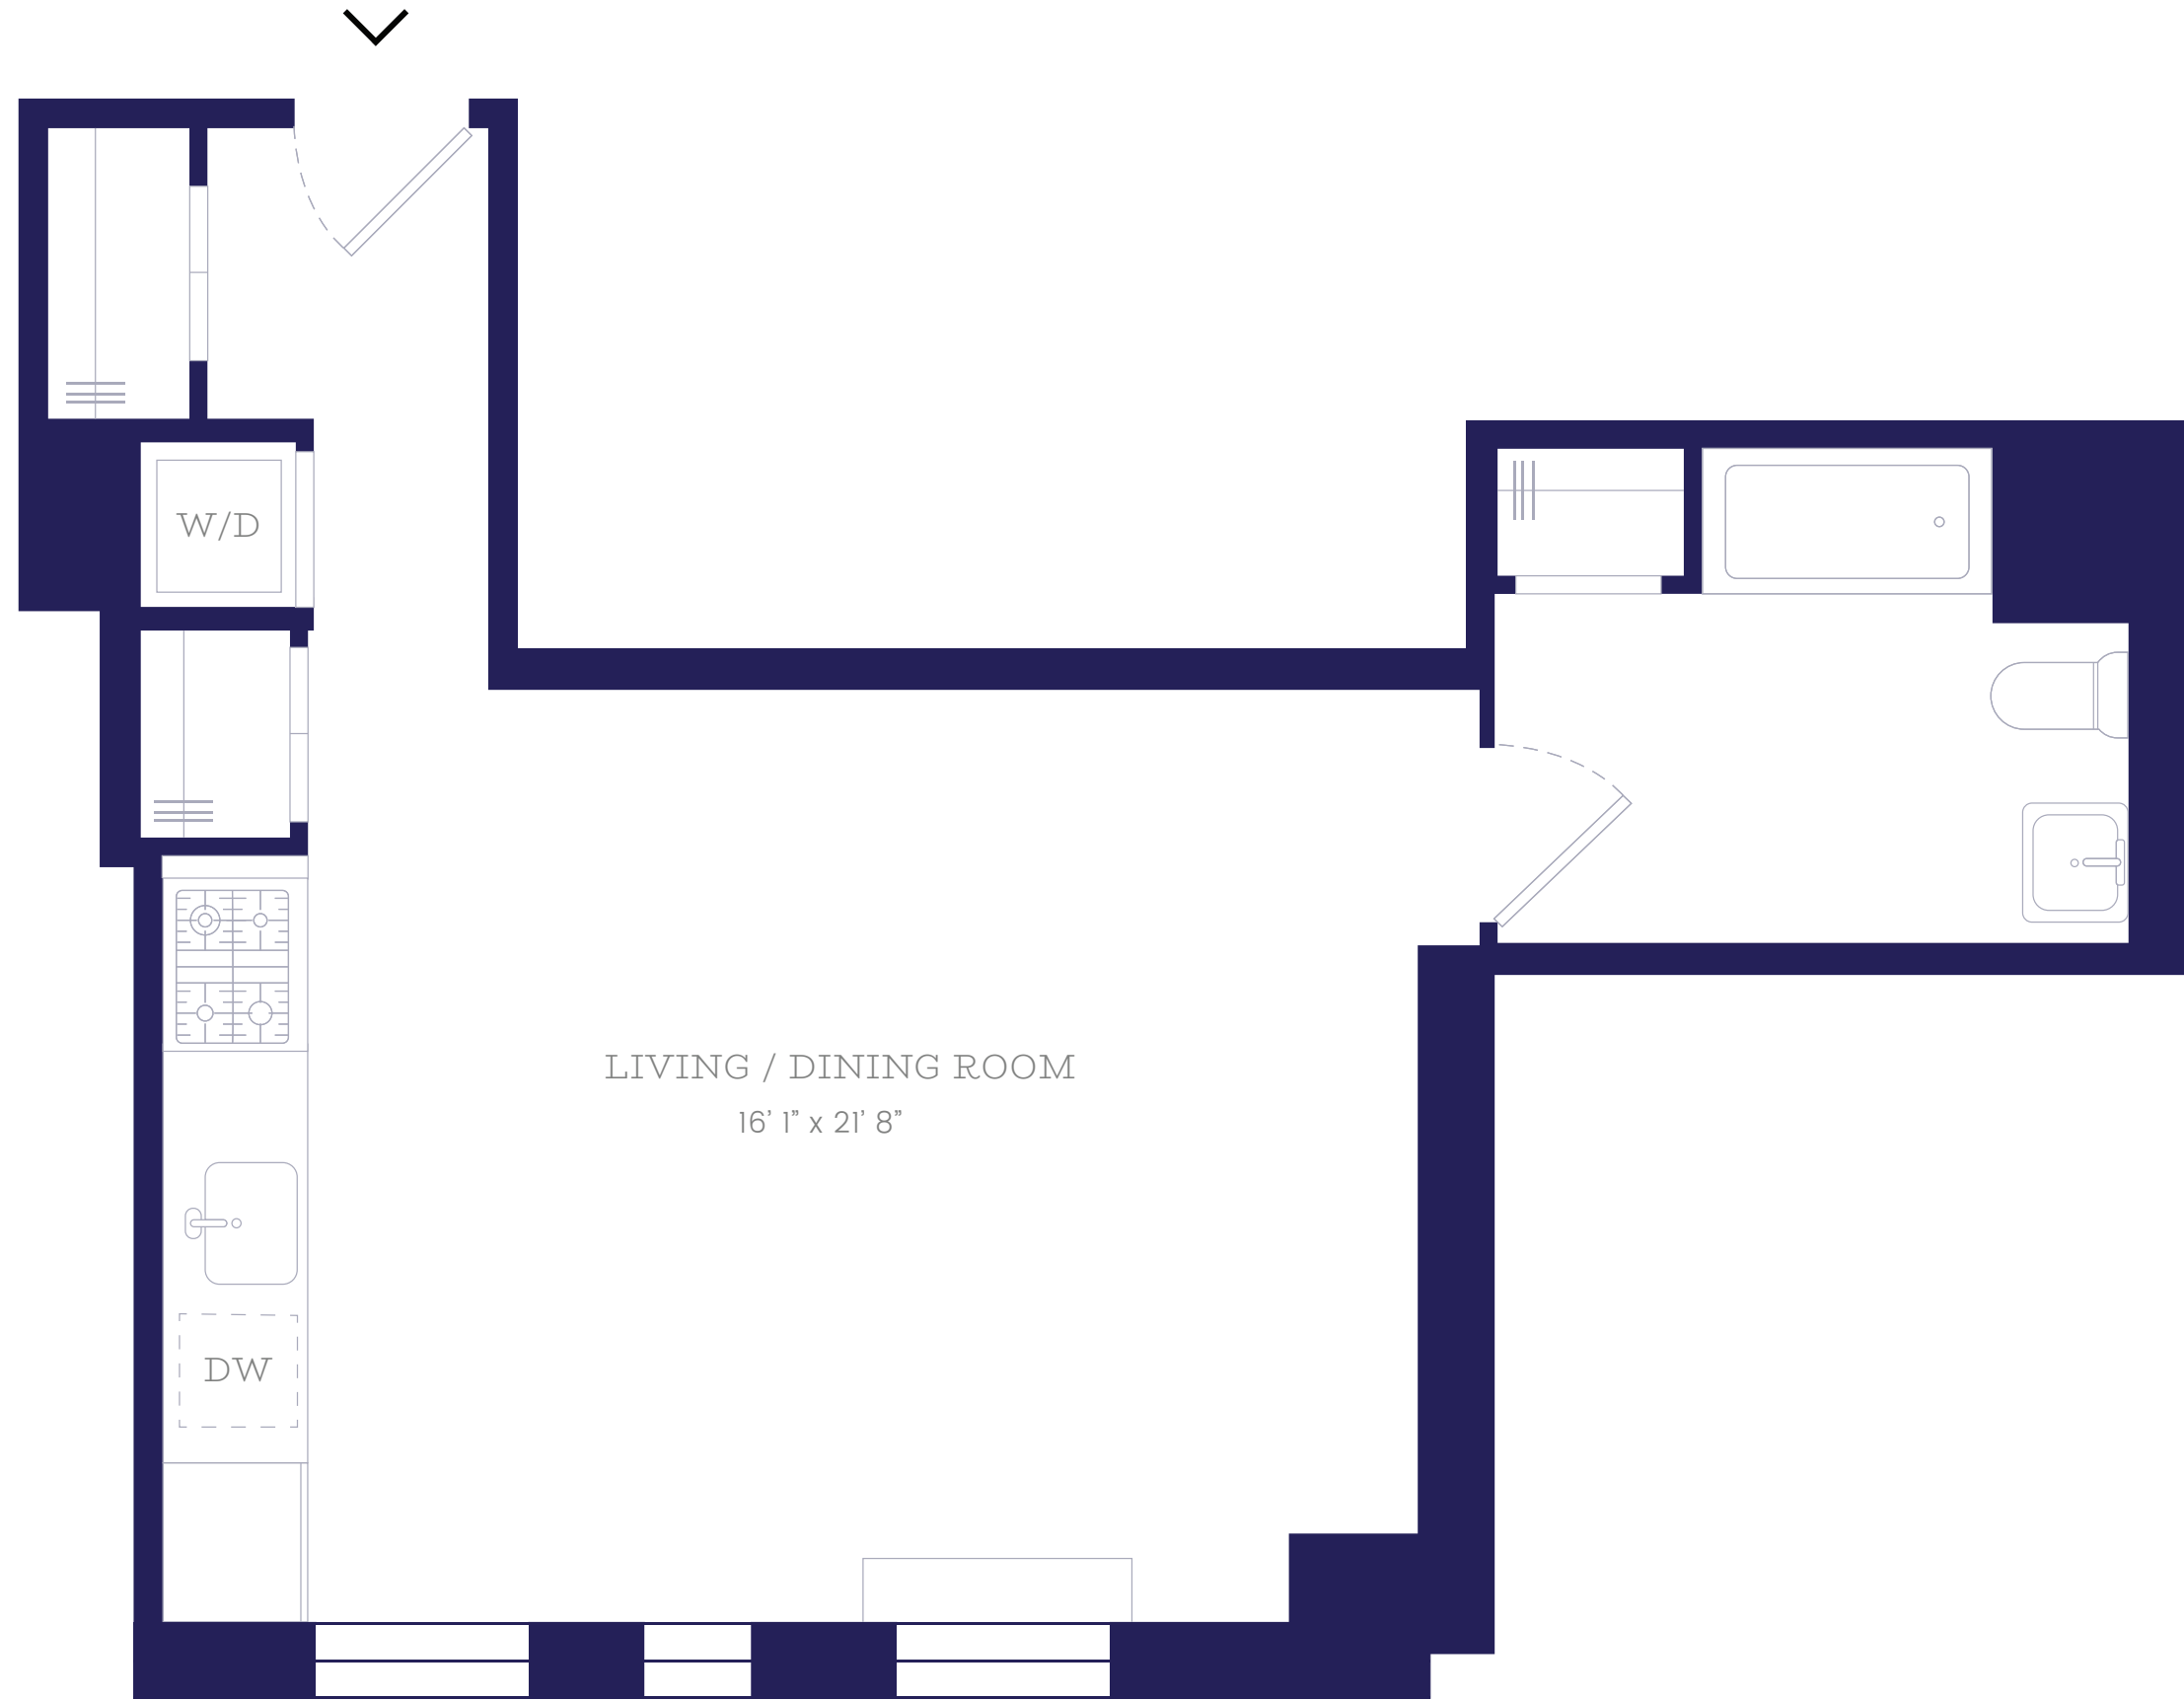 W/D
LIVING / DINING ROOM
16’ 1” x 21’ 8”
DW